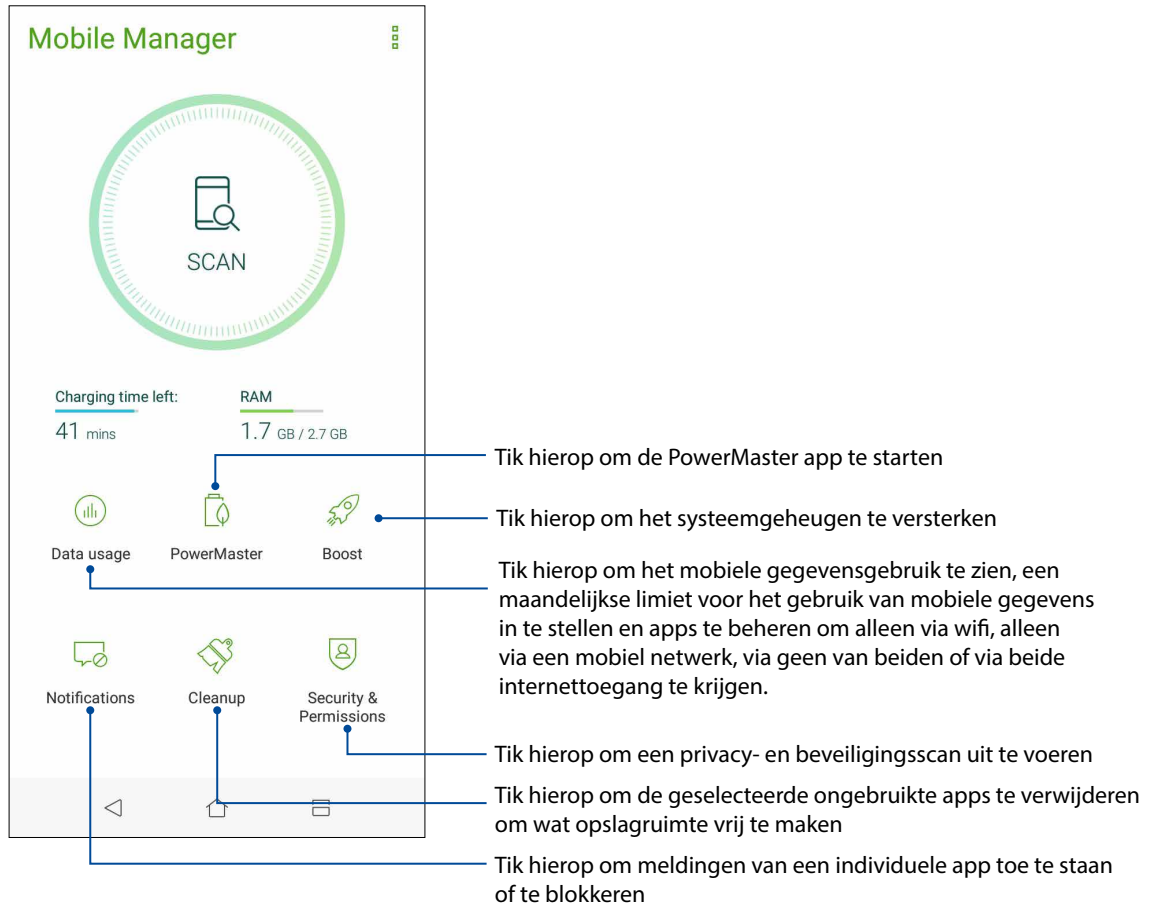 Mobile Manager
SCAN
Charging time left:
41 mins
RAM
1.7 GB / 2.7 GB
Data usage
PowerMaster
Boost
Notifications
Cleanup
Security &
Permissions
Tik hierop om de PowerMaster app te starten
Tik hierop om het systeemgeheugen te versterken
Tik hierop om het mobiele gegevensgebruik te zien, een
maandelijkse limiet voor het gebruik van mobiele gegevens
in te stellen en apps te beheren om alleen via wifi, alleen
via een mobiel netwerk, via geen van beiden of via beide
internettoegang te krijgen.
Tik hierop om een privacy- en beveiligingsscan uit te voeren
Tik hierop om de geselecteerde ongebruikte apps te verwijderen
om wat opslagruimte vrij te maken
Tik hierop om meldingen van een individuele app toe te staan
of te blokkeren